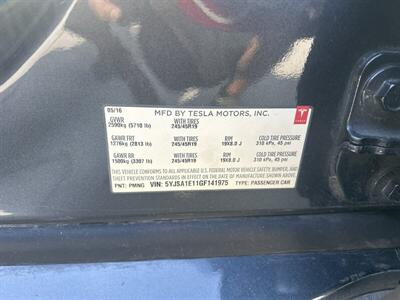 05/16 MFD BY TESLA MOTORS, INC.
GVWR WITH TIRES
2590kg (5710 lb) 245/45R19
GAWR FRT WITH TIRES RIM COLD TIRE PRESSURE
1276kg (2813 lb) 245/45R19 19X8.0 J 310 kPa, 45 psi
GAWR RR WITH TIRES RIM COLD TIRE PRESSURE
1500kg (3307 lb) 245/45R19 19X8.0 J 310 kPa, 45 psi
THIS VEHICLE CONFORMS TO ALL APPLICABLE FEDERAL MOTOR VEHICLE SAFETY, BUMPER, AND
THEFT PREVENTION STANDARDS IN EFFECT ON THE DATE OF MANUFACTURE SHOWN ABOVE.
PNT: PMNG VIN: 5YJSA1E11GF141975 TYPE: PASSENGER CAR